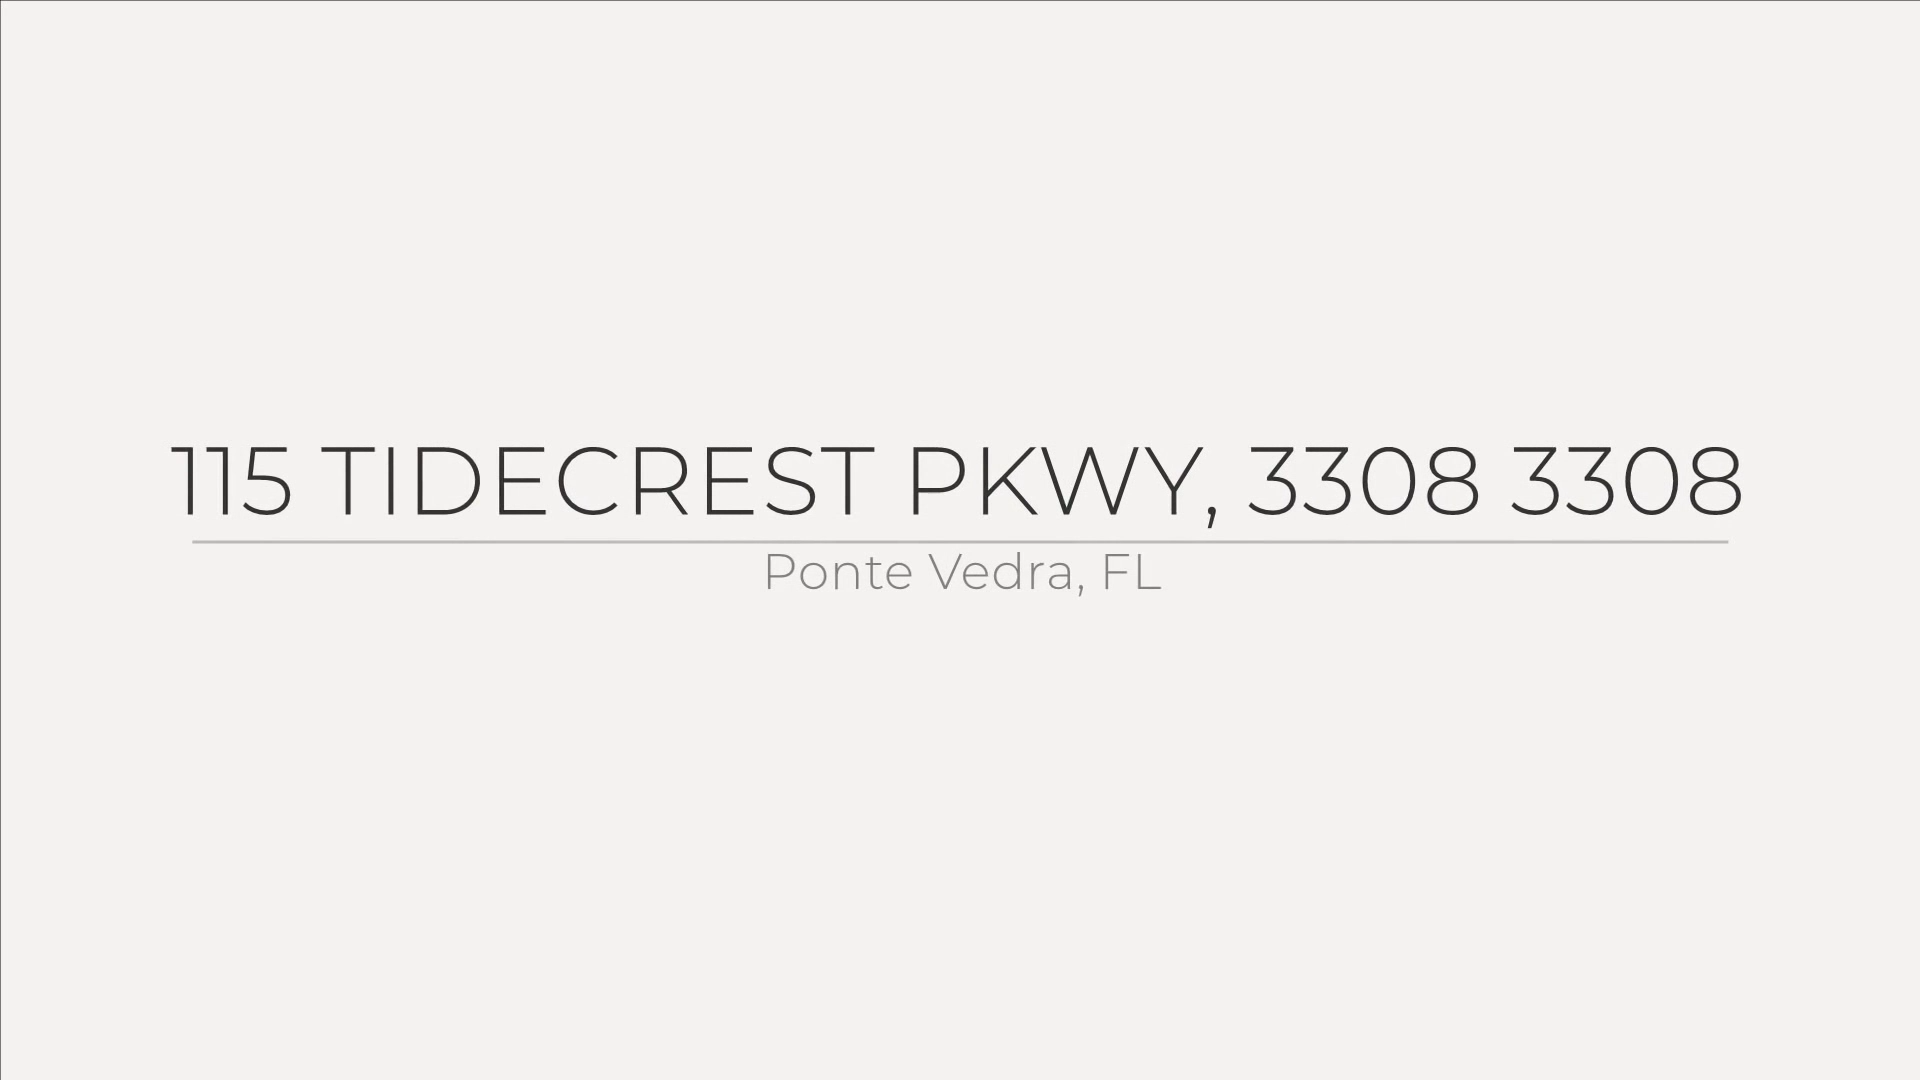 115 TIDECREST PKWY, 3308 3308
Ponte Vedra, FL